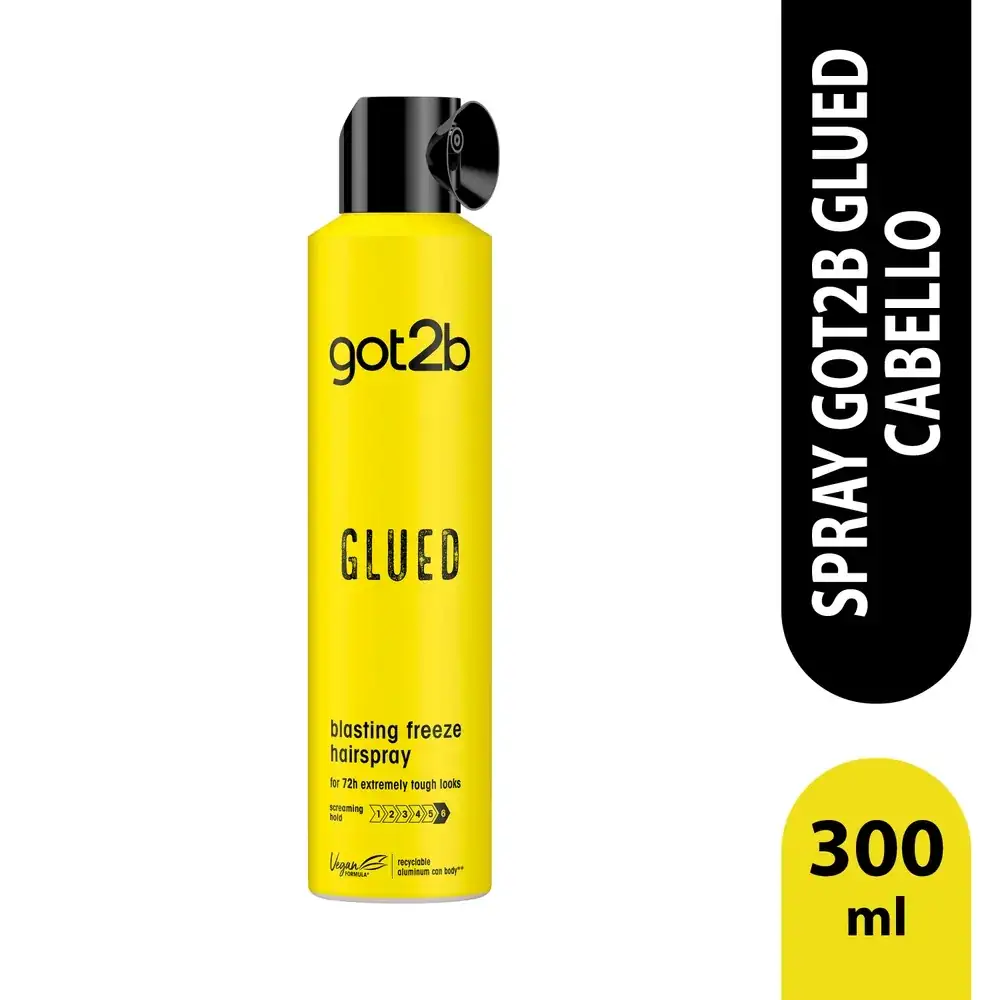 got2b
GLUED
blasting freeze
hairspray
for 72h extremely tough looks
screaming
hold
1 2 3 4 5 6
Vegan
FORMULA*
recyclable
aluminum can body**
SPRAY GOT2B GLUED
CABELLO
300
ml